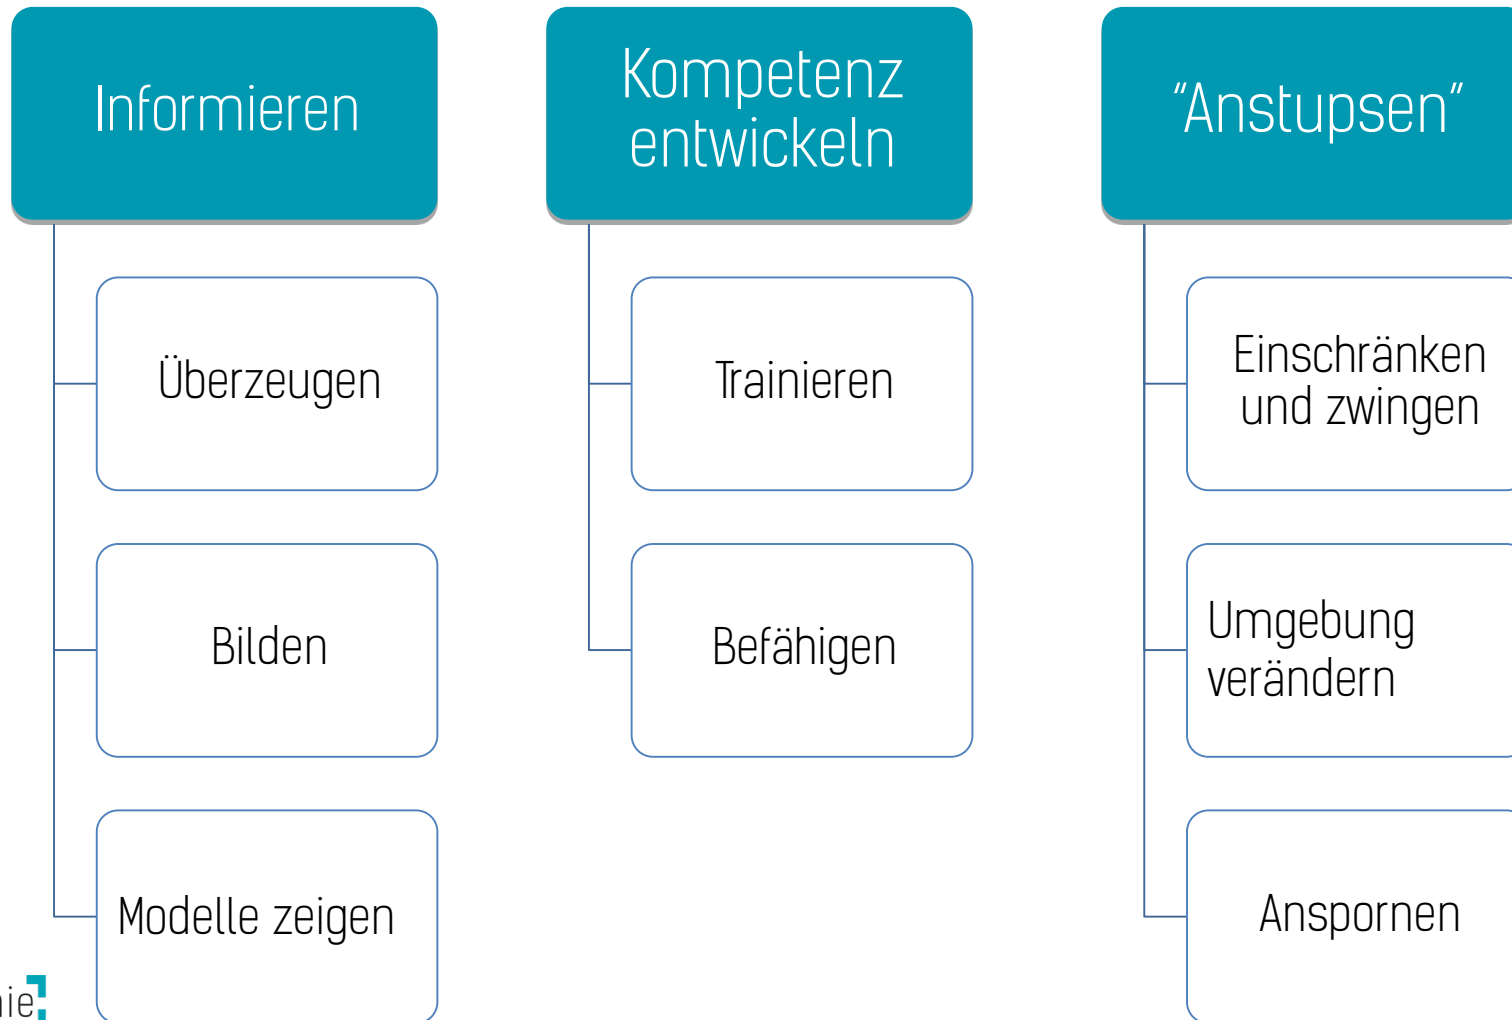 Informieren
Überzeugen
Bilden
Modelle zeigen
Kompetenz
entwickeln
Trainieren
Befähigen
“Anstupsen”
Einschränken
und zwingen
Umgebung
verändern
Anspornen